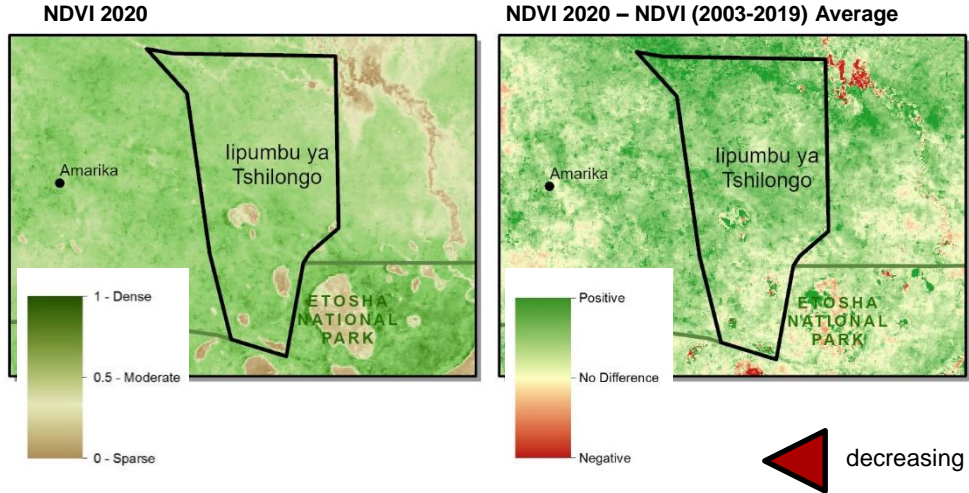 NDVI 2020
NDVI 2020 – NDVI (2003-2019) Average
Iipumbu ya
Tshilongo
Amarika
ETOSHA
NATIONAL
PARK
1 - Dense
0.5 - Moderate
0 - Sparse
Iipumbu ya
Tshilongo
Amarika
ETOSHA
NATIONAL
PARK
Positive
No Difference
Negative
decreasing